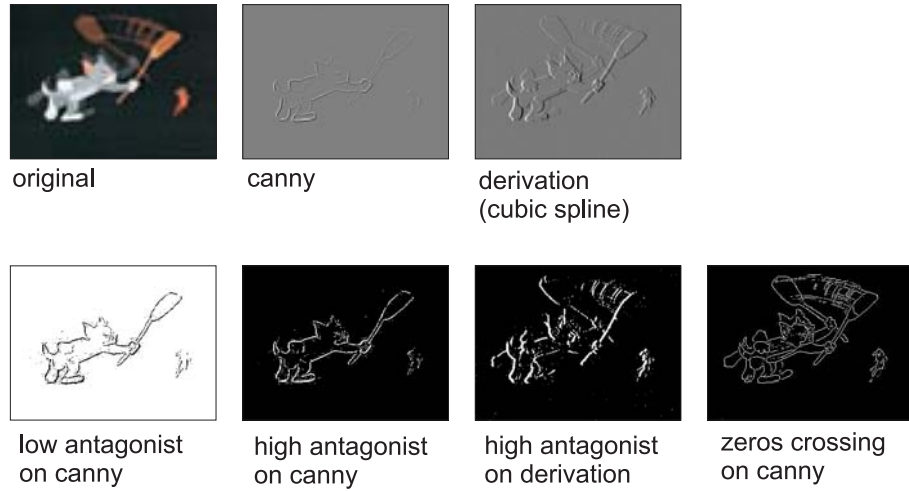 original
canny
derivation
(cubic spline)
low antagonist
on canny
high antagonist
on canny
high antagonist
on derivation
zeros crossing
on canny